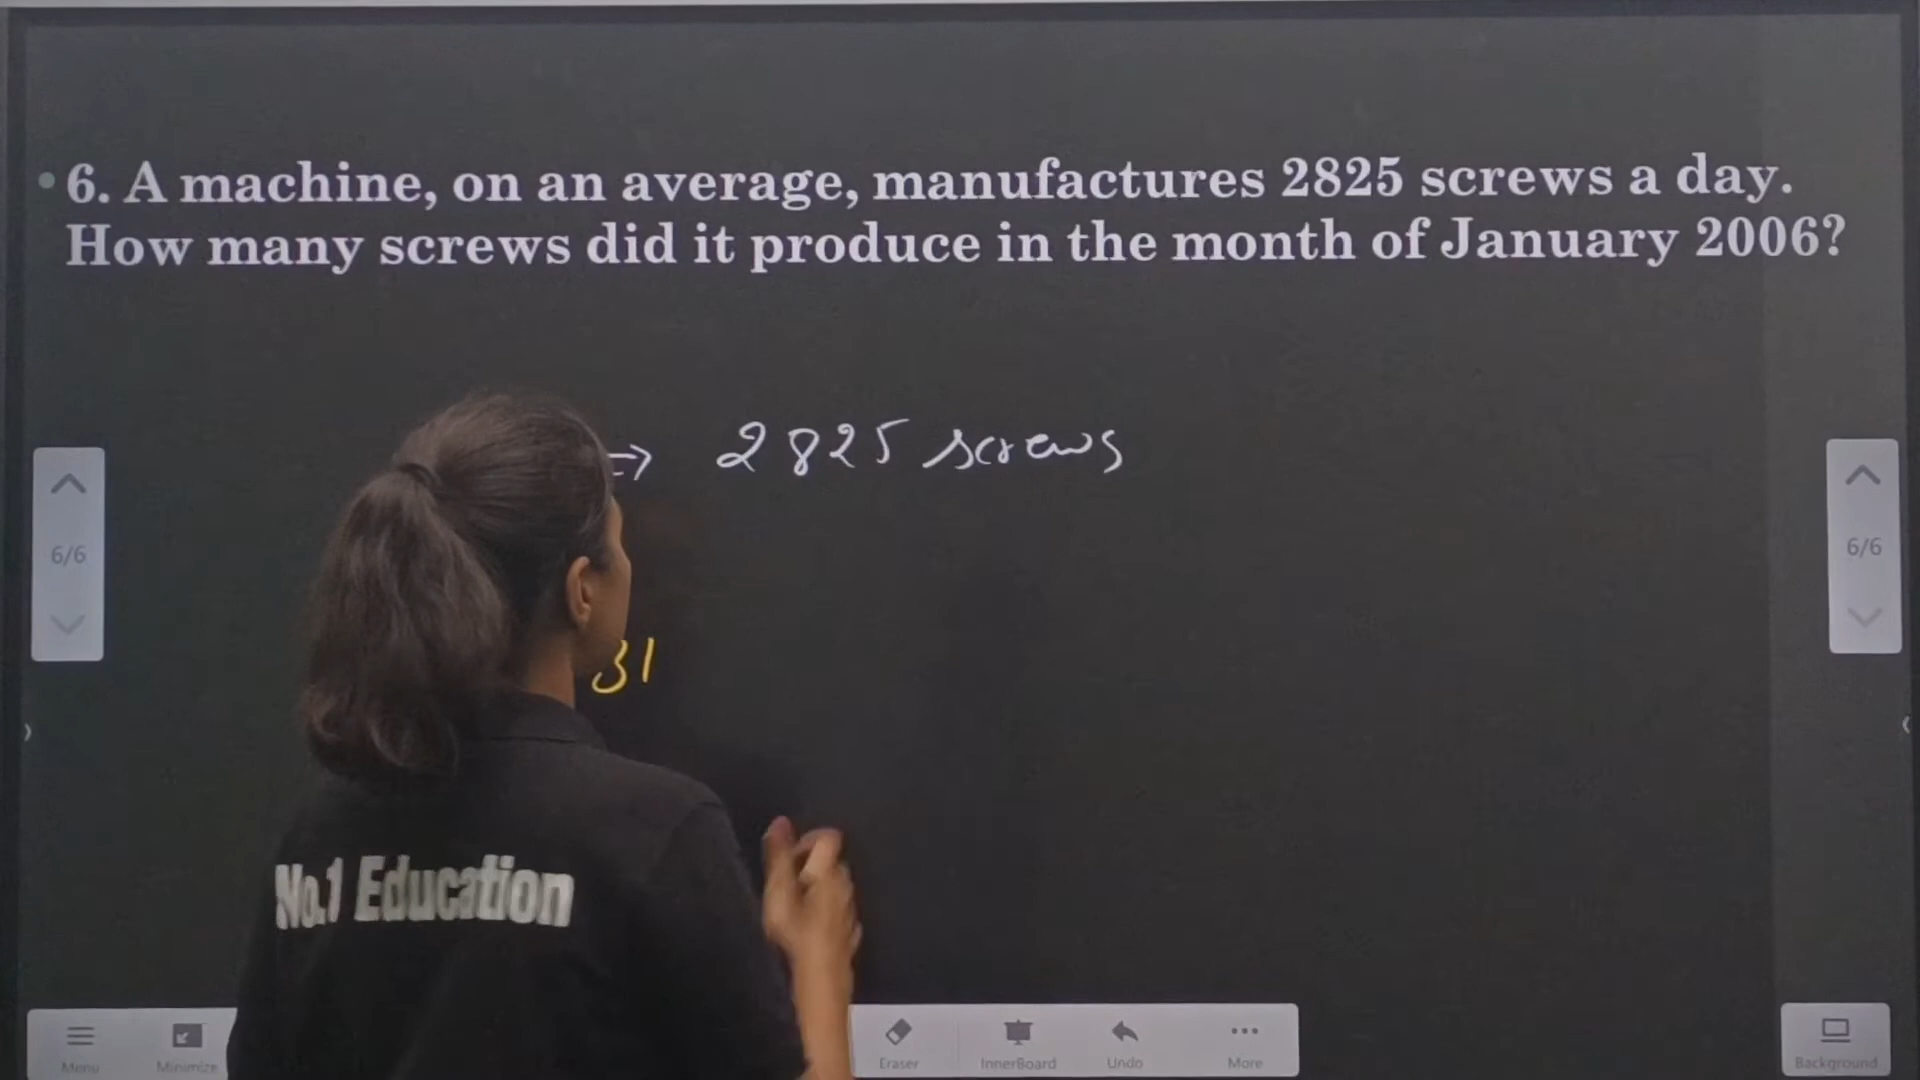 6. A machine, on an average, manufactures 2825 screws a day.
How many screws did it produce in the month of January 2006?
⇒ 2825 screws
6/6
6/6
31
No.1 Education
Menu
Minimize
Eraser
InnerBoard
Undo
More
Background